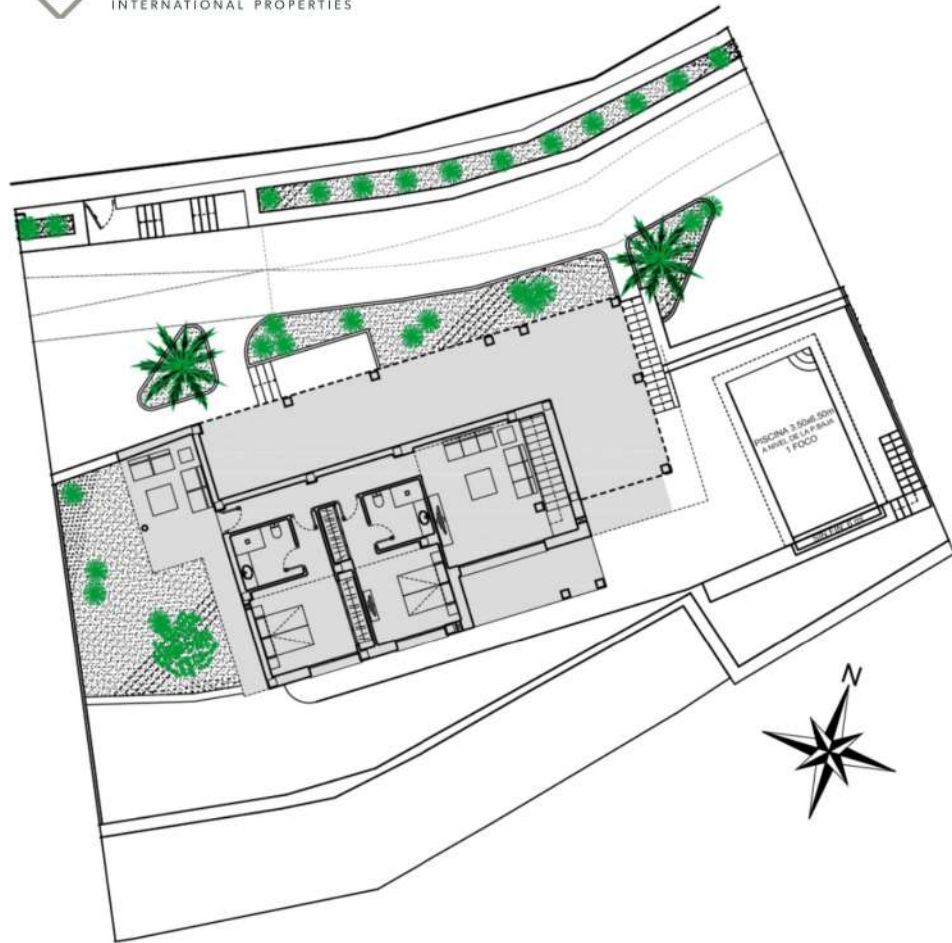 INTERNATIONAL PROPERTIES
N
PISCINA 3.50x6.50m
A NIVEL DE LA P.BAJA
1 FOCO